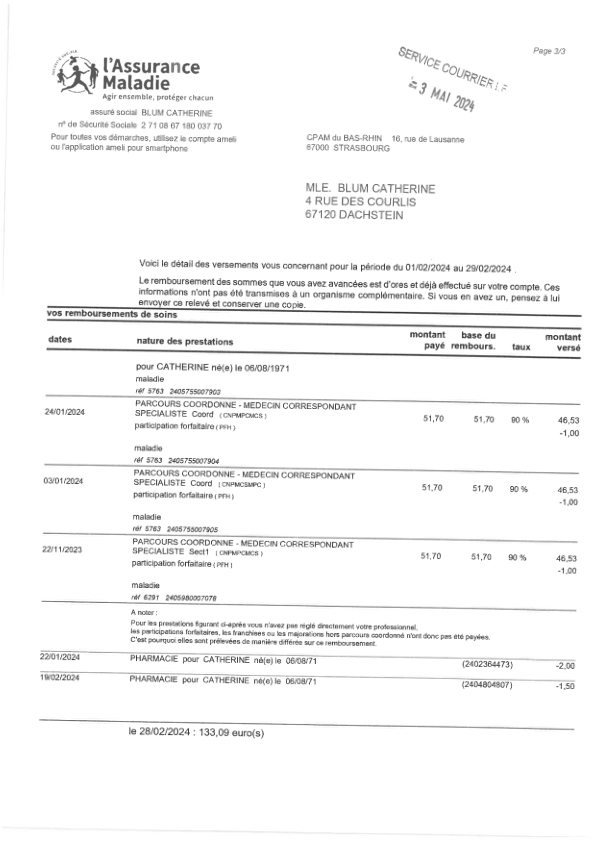 Page 3/3
l'Assurance
Maladie
Agir ensemble, protéger chacun
SERVICE COURRIER
3 MAI 2024
assuré social BLUM CATHERINE
n° de Sécurité Sociale 2 71 08 67 180 037 70
Pour toutes vos démarches, utilisez le compte ameli
ou l'application ameli pour smartphone
CPAM du BAS-RHIN 16, rue de Lausanne
67000 STRASBOURG
MLE. BLUM CATHERINE
4 RUE DES COURLIS
67120 DACHSTEIN
Voici le détail des versements vous concernant pour la période du 01/02/2024 au 29/02/2024 .
Le remboursement des sommes que vous avez avancées est d'ores et déjà effectué sur votre compte. Ces
informations n'ont pas été transmises à un organisme complémentaire. Si vous en avez un, pensez à lui
envoyer ce relevé et conserver une copie.
vos remboursements de soins
dates nature des prestations montant payé base du rembours. taux montant versé
pour CATHERINE né(e) le 06/08/1971
maladie
réf 5763 2405755007903
24/01/2024 PARCOURS COORDONNE - MEDECIN CORRESPONDANT
SPECIALISTE Coord ( CNPMPCMCS ) 51,70 51,70 90 % 46,53
participation forfaitaire ( PFH ) -1,00
maladie
réf 5763 2405755007904
03/01/2024 PARCOURS COORDONNE - MEDECIN CORRESPONDANT
SPECIALISTE Coord ( CNPMCSMPC ) 51,70 51,70 90 % 46,53
participation forfaitaire ( PFH ) -1,00
maladie
réf 5763 2405755007905
22/11/2023 PARCOURS COORDONNE - MEDECIN CORRESPONDANT
SPECIALISTE Sect1 ( CNPMPCMCS ) 51,70 51,70 90 % 46,53
participation forfaitaire ( PFH ) -1,00
maladie
réf 6291 2405980007078
A noter :
Pour les prestations figurant ci-après vous n'avez pas réglé directement votre professionnel.
les participations forfaitaires, les franchises ou les majorations hors parcours coordonné n'ont donc pas été payées.
C'est pourquoi elles sont prélevées de manière différée sur ce remboursement.
22/01/2024 PHARMACIE pour CATHERINE né(e) le 06/08/71 (2402364473) -2,00
19/02/2024 PHARMACIE pour CATHERINE né(e) le 06/08/71 (2404804807) -1,50
le 28/02/2024 : 133,09 euro(s)